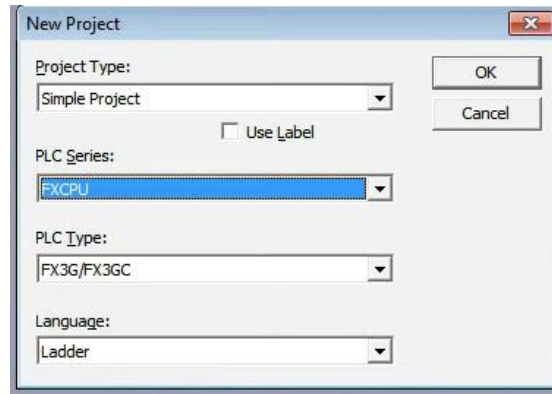 New Project
Project Type:
Simple Project
Use Label
PLC Series:
FXCPU
PLC Type:
FX3G/FX3GC
Language:
Ladder
OK
Cancel